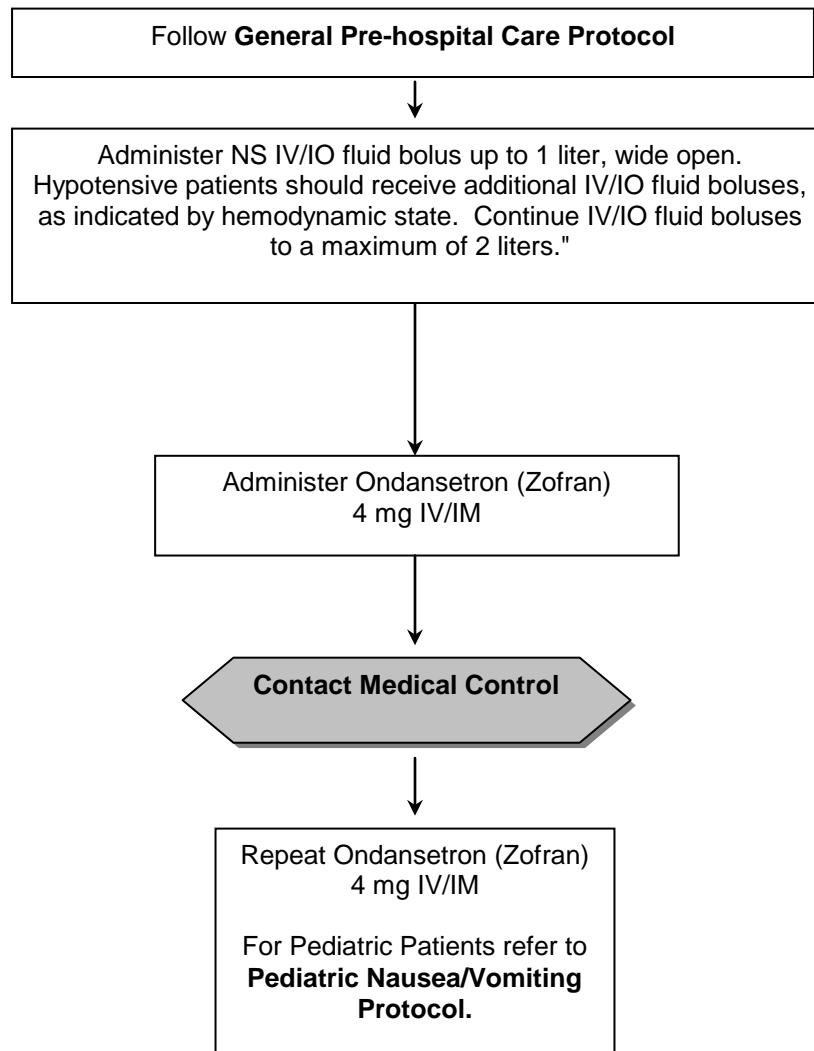 Follow General Pre-hospital Care Protocol
Administer NS IV/IO fluid bolus up to 1 liter, wide open.
Hypotensive patients should receive additional IV/IO fluid boluses,
as indicated by hemodynamic state.  Continue IV/IO fluid boluses
to a maximum of 2 liters."
Administer Ondansetron (Zofran)
4 mg IV/IM
Contact Medical Control
Repeat Ondansetron (Zofran)
4 mg IV/IM
For Pediatric Patients refer to
Pediatric Nausea/Vomiting
Protocol.